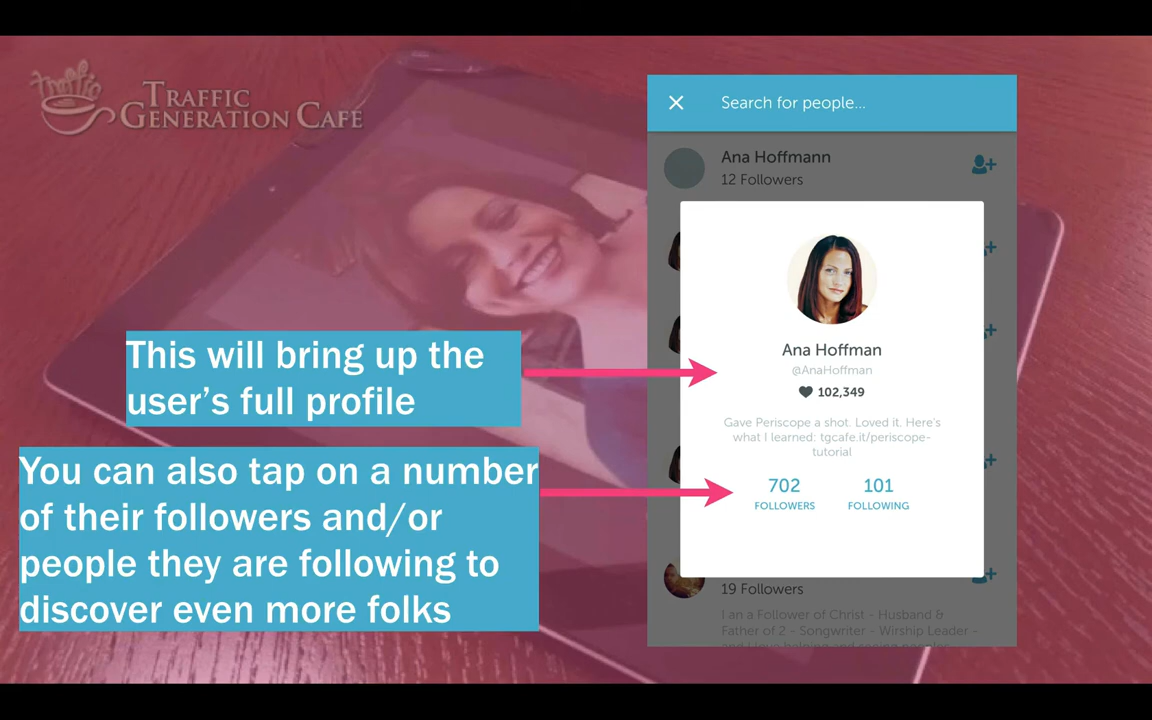 Traffic
TRAFFIC
GENERATION CAFE
Search for people...
Ana Hoffmann
12 Followers
Ana Hoffman
@AnaHoffman
102,349
Gave Periscope a shot. Loved it. Here's
what I learned: tgcafe.it/periscope-
tutorial
702
FOLLOWERS
101
FOLLOWING
19 Followers
I am a Follower of Christ - Husband &
Father of 2 - Songwriter - Wirship Leader -
This will bring up the
user's full profile
You can also tap on a number
of their followers and/or
people they are following to
discover even more folks